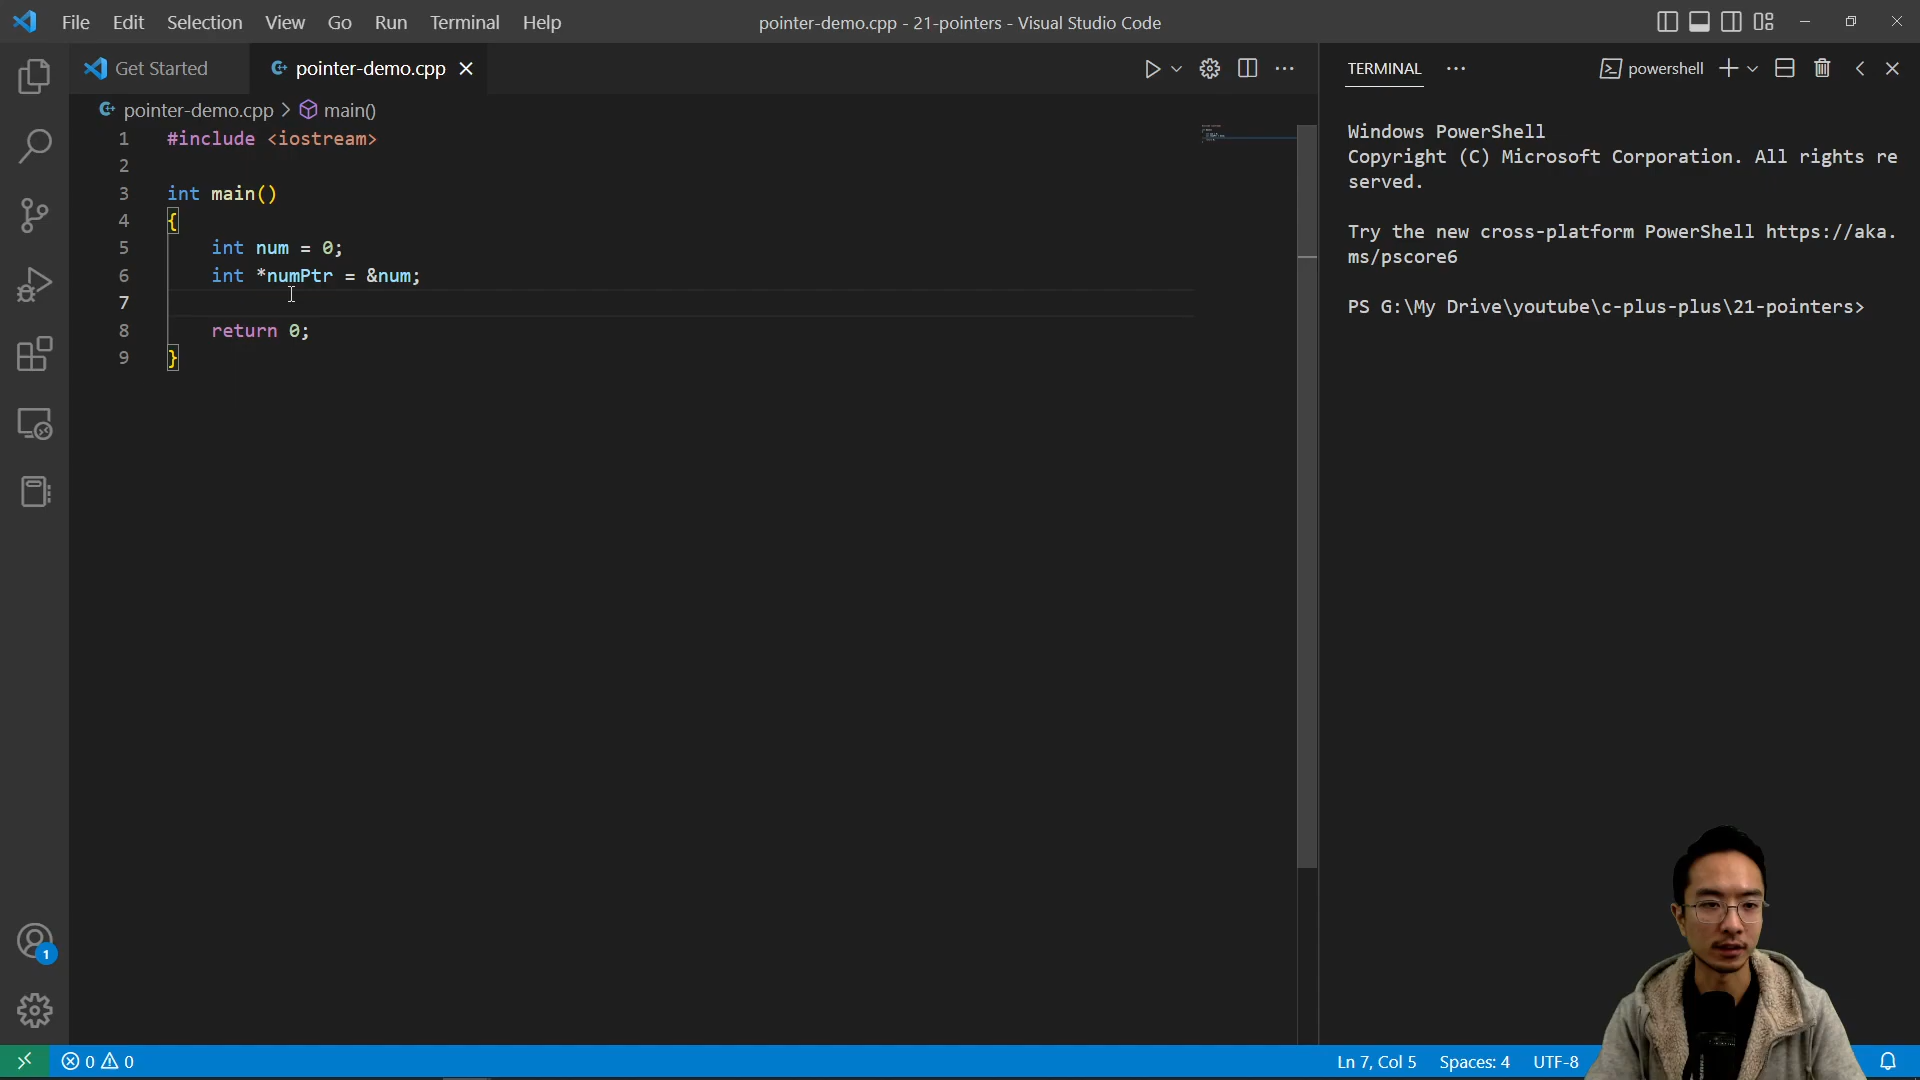 File Edit Selection View Go Run Terminal Help
pointer-demo.cpp - 21-pointers - Visual Studio Code
Get Started
pointer-demo.cpp
pointer-demo.cpp > main()
1 #include <iostream>
2
3 int main()
4 {
5 int num = 0;
6 int *numPtr = &num;
7
8 return 0;
9 }
TERMINAL
powershell
Windows PowerShell
Copyright (C) Microsoft Corporation. All rights re
served.
Try the new cross-platform PowerShell https://aka.
ms/pscore6
PS G:\My Drive\youtube\c-plus-plus\21-pointers>
1
0 0
Ln 7, Col 5 Spaces: 4 UTF-8